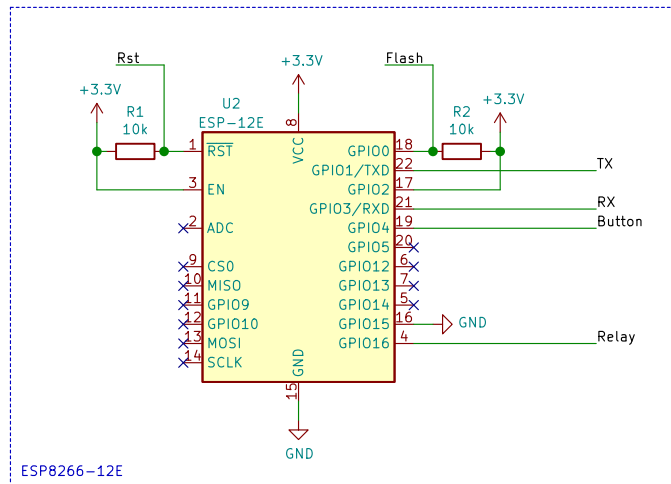 Rst
Flash
+3.3V
+3.3V
+3.3V
U2
ESP-12E
R1
10k
R2
10k
8
VCC
1
RST
3
EN
2
ADC
9
CS0
10
MISO
11
GPIO9
12
GPIO10
13
MOSI
14
SCLK
GPIO0
18
GPIO1/TXD
22
TX
GPIO2
17
GPIO3/RXD
21
RX
GPIO4
19
Button
GPIO5
20
GPIO12
6
GPIO13
7
GPIO14
5
GPIO15
16
GND
GPIO16
4
Relay
GND
15
GND
ESP8266-12E